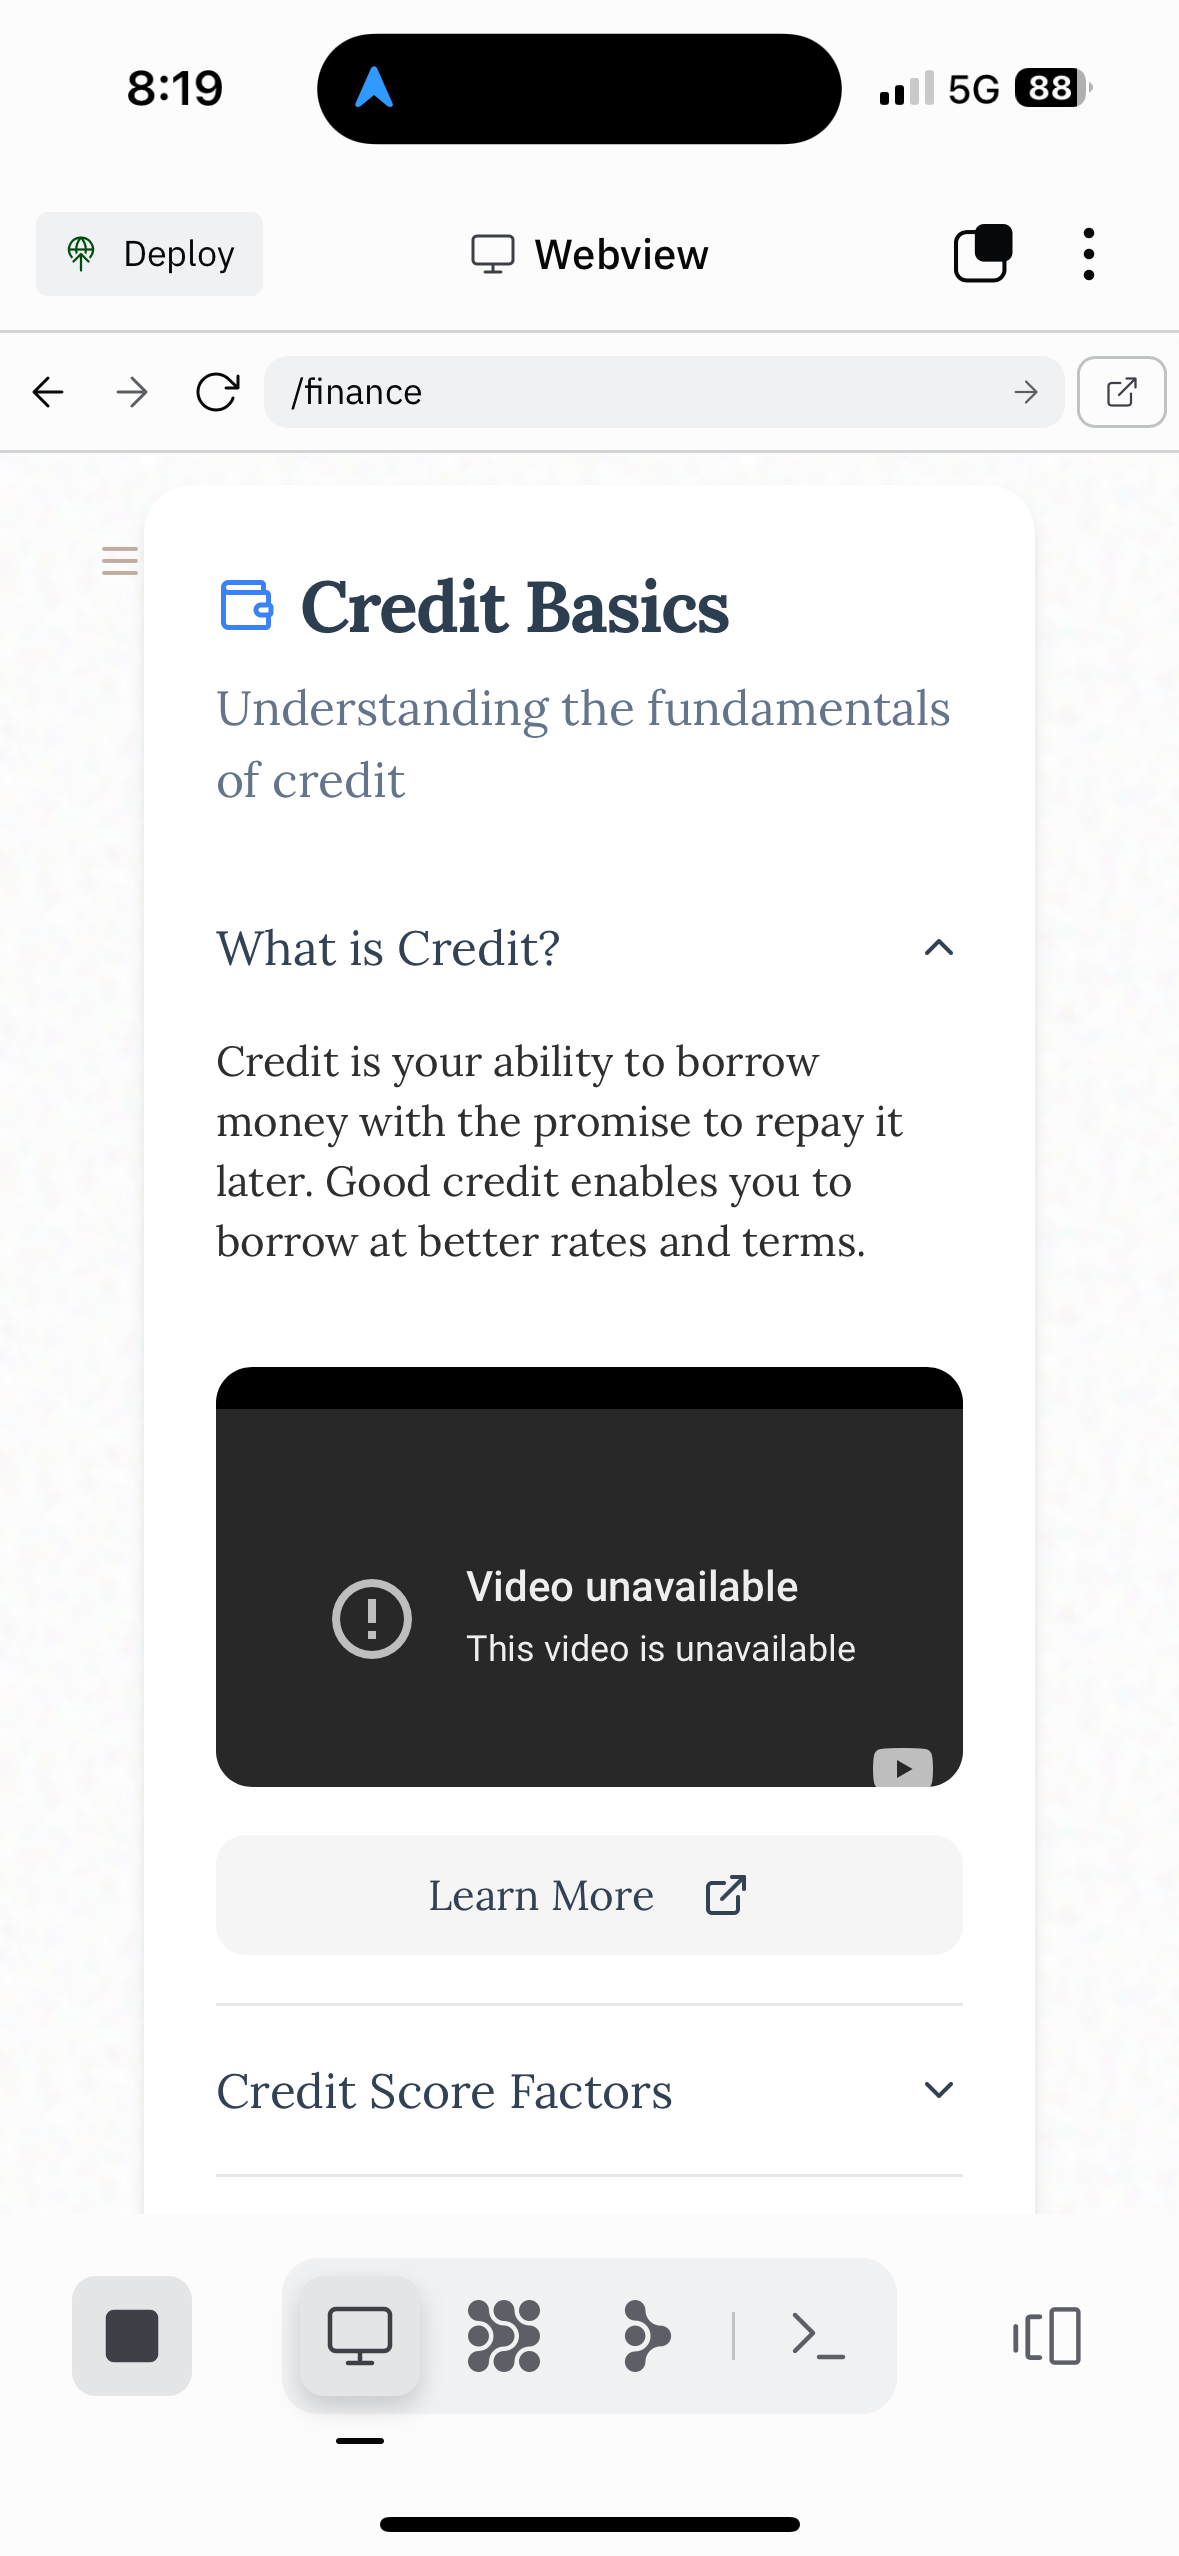 8:19
5G
88
Deploy
Webview
/finance
Credit Basics
Understanding the fundamentals
of credit
What is Credit?
Credit is your ability to borrow
money with the promise to repay it
later. Good credit enables you to
borrow at better rates and terms.
Video unavailable
This video is unavailable
Learn More
Credit Score Factors